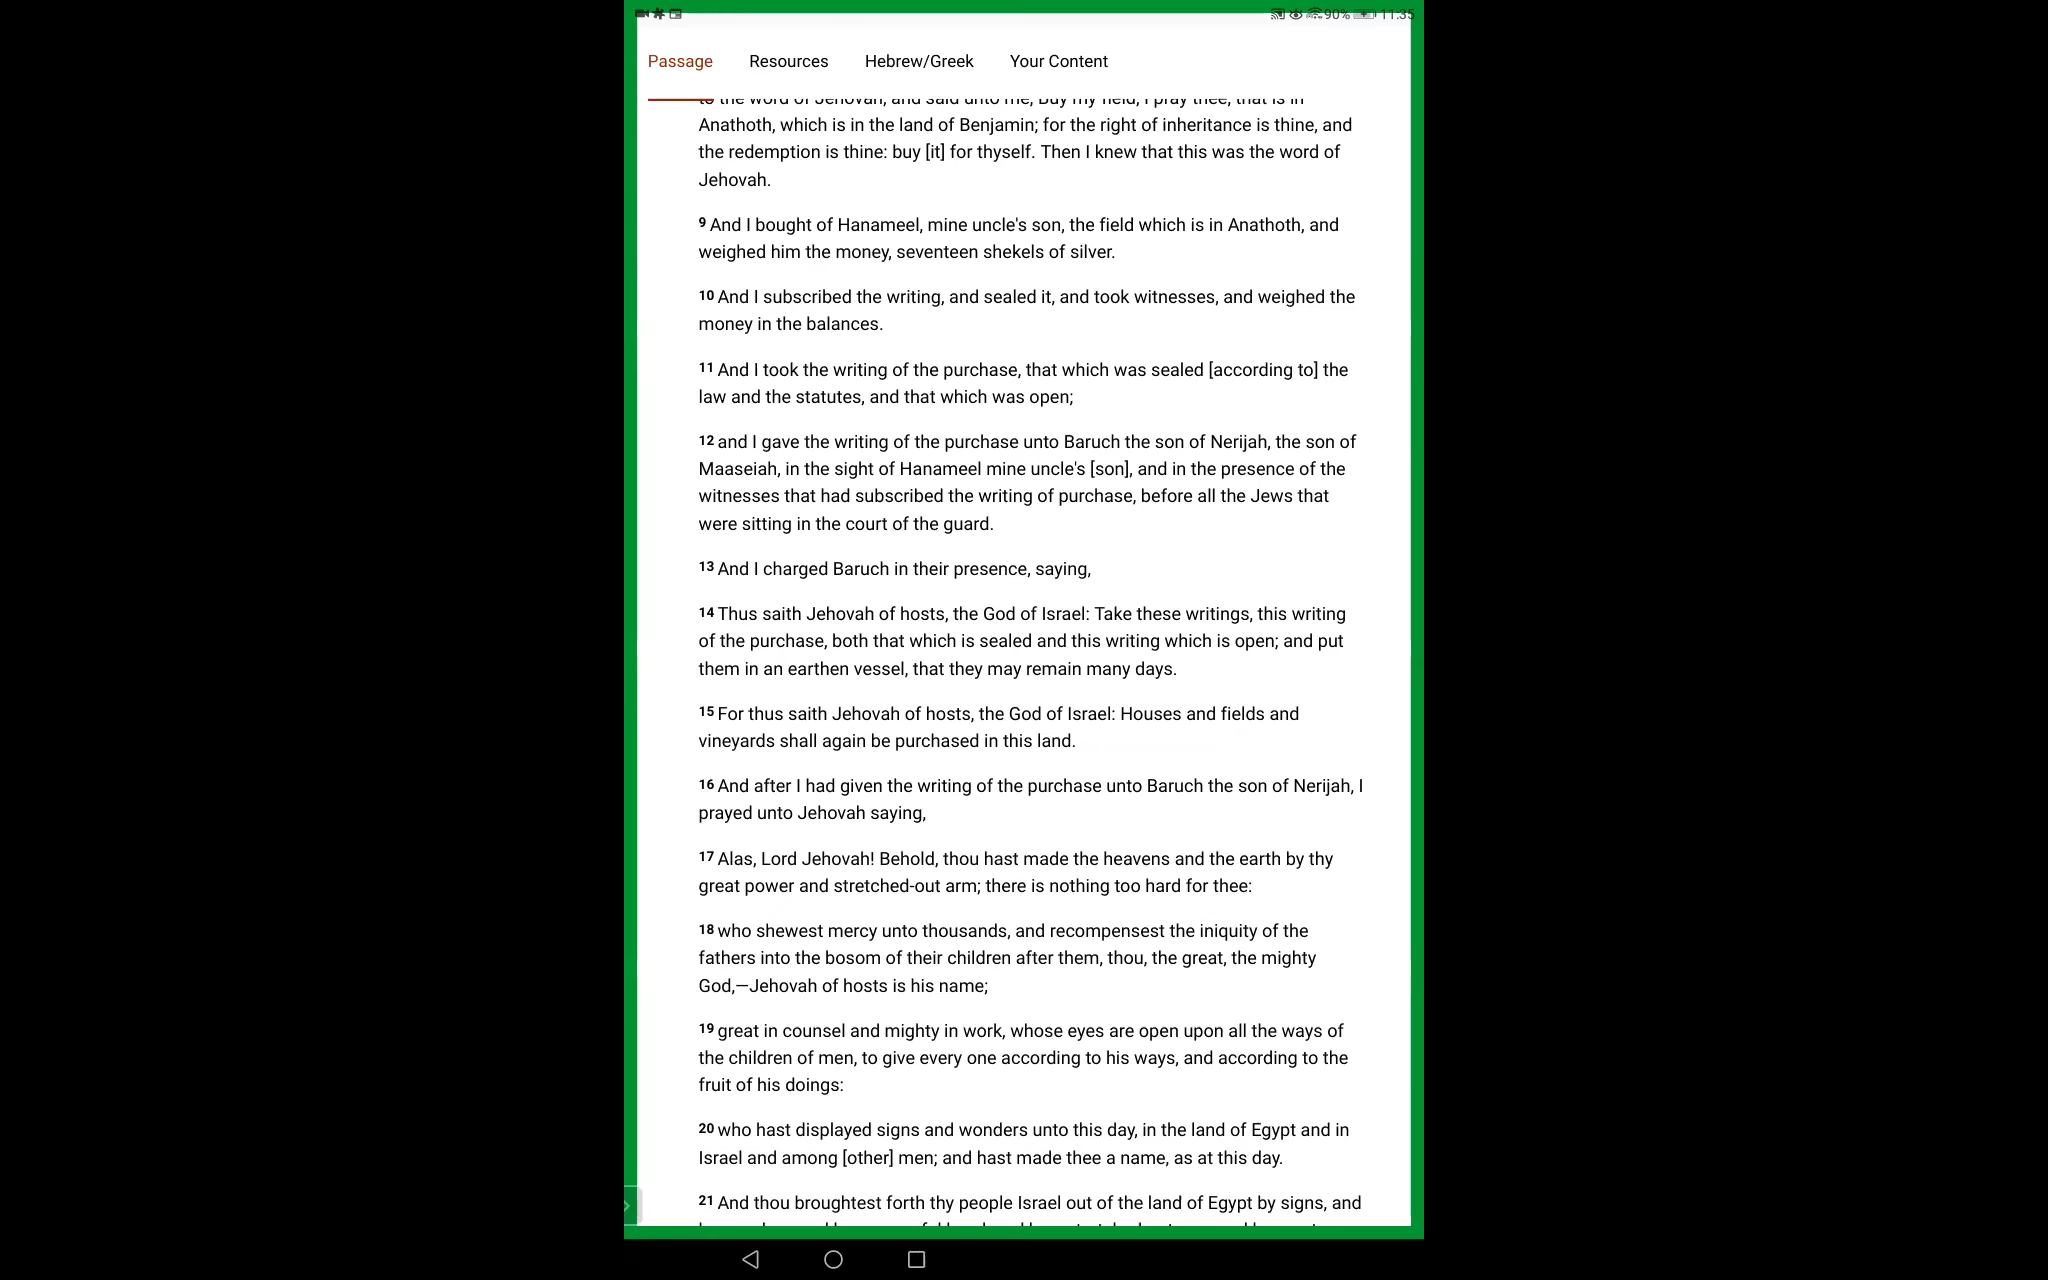 90% 11:35
Passage Resources Hebrew/Greek Your Content
to the word of Jehovah, and said unto me, Buy my field, I pray thee, that is in
Anathoth, which is in the land of Benjamin; for the right of inheritance is thine, and
the redemption is thine: buy [it] for thyself. Then I knew that this was the word of
Jehovah.
9 And I bought of Hanameel, mine uncle's son, the field which is in Anathoth, and
weighed him the money, seventeen shekels of silver.
10 And I subscribed the writing, and sealed it, and took witnesses, and weighed the
money in the balances.
11 And I took the writing of the purchase, that which was sealed [according to] the
law and the statutes, and that which was open;
12 and I gave the writing of the purchase unto Baruch the son of Nerijah, the son of
Maaseiah, in the sight of Hanameel mine uncle's [son], and in the presence of the
witnesses that had subscribed the writing of purchase, before all the Jews that
were sitting in the court of the guard.
13 And I charged Baruch in their presence, saying,
14 Thus saith Jehovah of hosts, the God of Israel: Take these writings, this writing
of the purchase, both that which is sealed and this writing which is open; and put
them in an earthen vessel, that they may remain many days.
15 For thus saith Jehovah of hosts, the God of Israel: Houses and fields and
vineyards shall again be purchased in this land.
16 And after I had given the writing of the purchase unto Baruch the son of Nerijah, I
prayed unto Jehovah saying,
17 Alas, Lord Jehovah! Behold, thou hast made the heavens and the earth by thy
great power and stretched-out arm; there is nothing too hard for thee:
18 who shewest mercy unto thousands, and recompensest the iniquity of the
fathers into the bosom of their children after them, thou, the great, the mighty
God,—Jehovah of hosts is his name;
19 great in counsel and mighty in work, whose eyes are open upon all the ways of
the children of men, to give every one according to his ways, and according to the
fruit of his doings:
20 who hast displayed signs and wonders unto this day, in the land of Egypt and in
Israel and among [other] men; and hast made thee a name, as at this day.
21 And thou broughtest forth thy people Israel out of the land of Egypt by signs, and